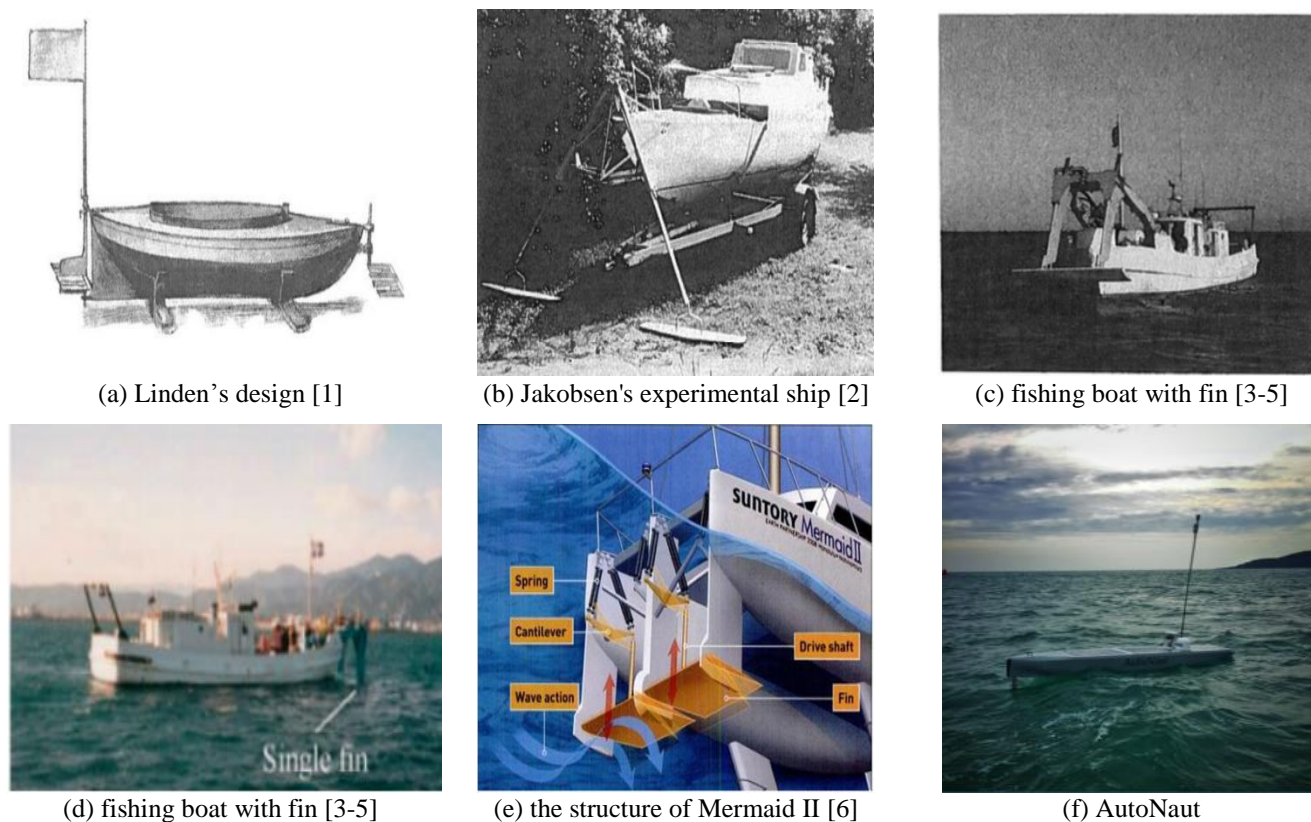 (a) Linden’s design [1]
(b) Jakobsen's experimental ship [2]
(c) fishing boat with fin [3-5]
Single fin
(d) fishing boat with fin [3-5]
SUNTORY Mermaid II
Spring
Cantilever
Drive shaft
Wave action
Fin
(e) the structure of Mermaid II [6]
(f) AutoNaut